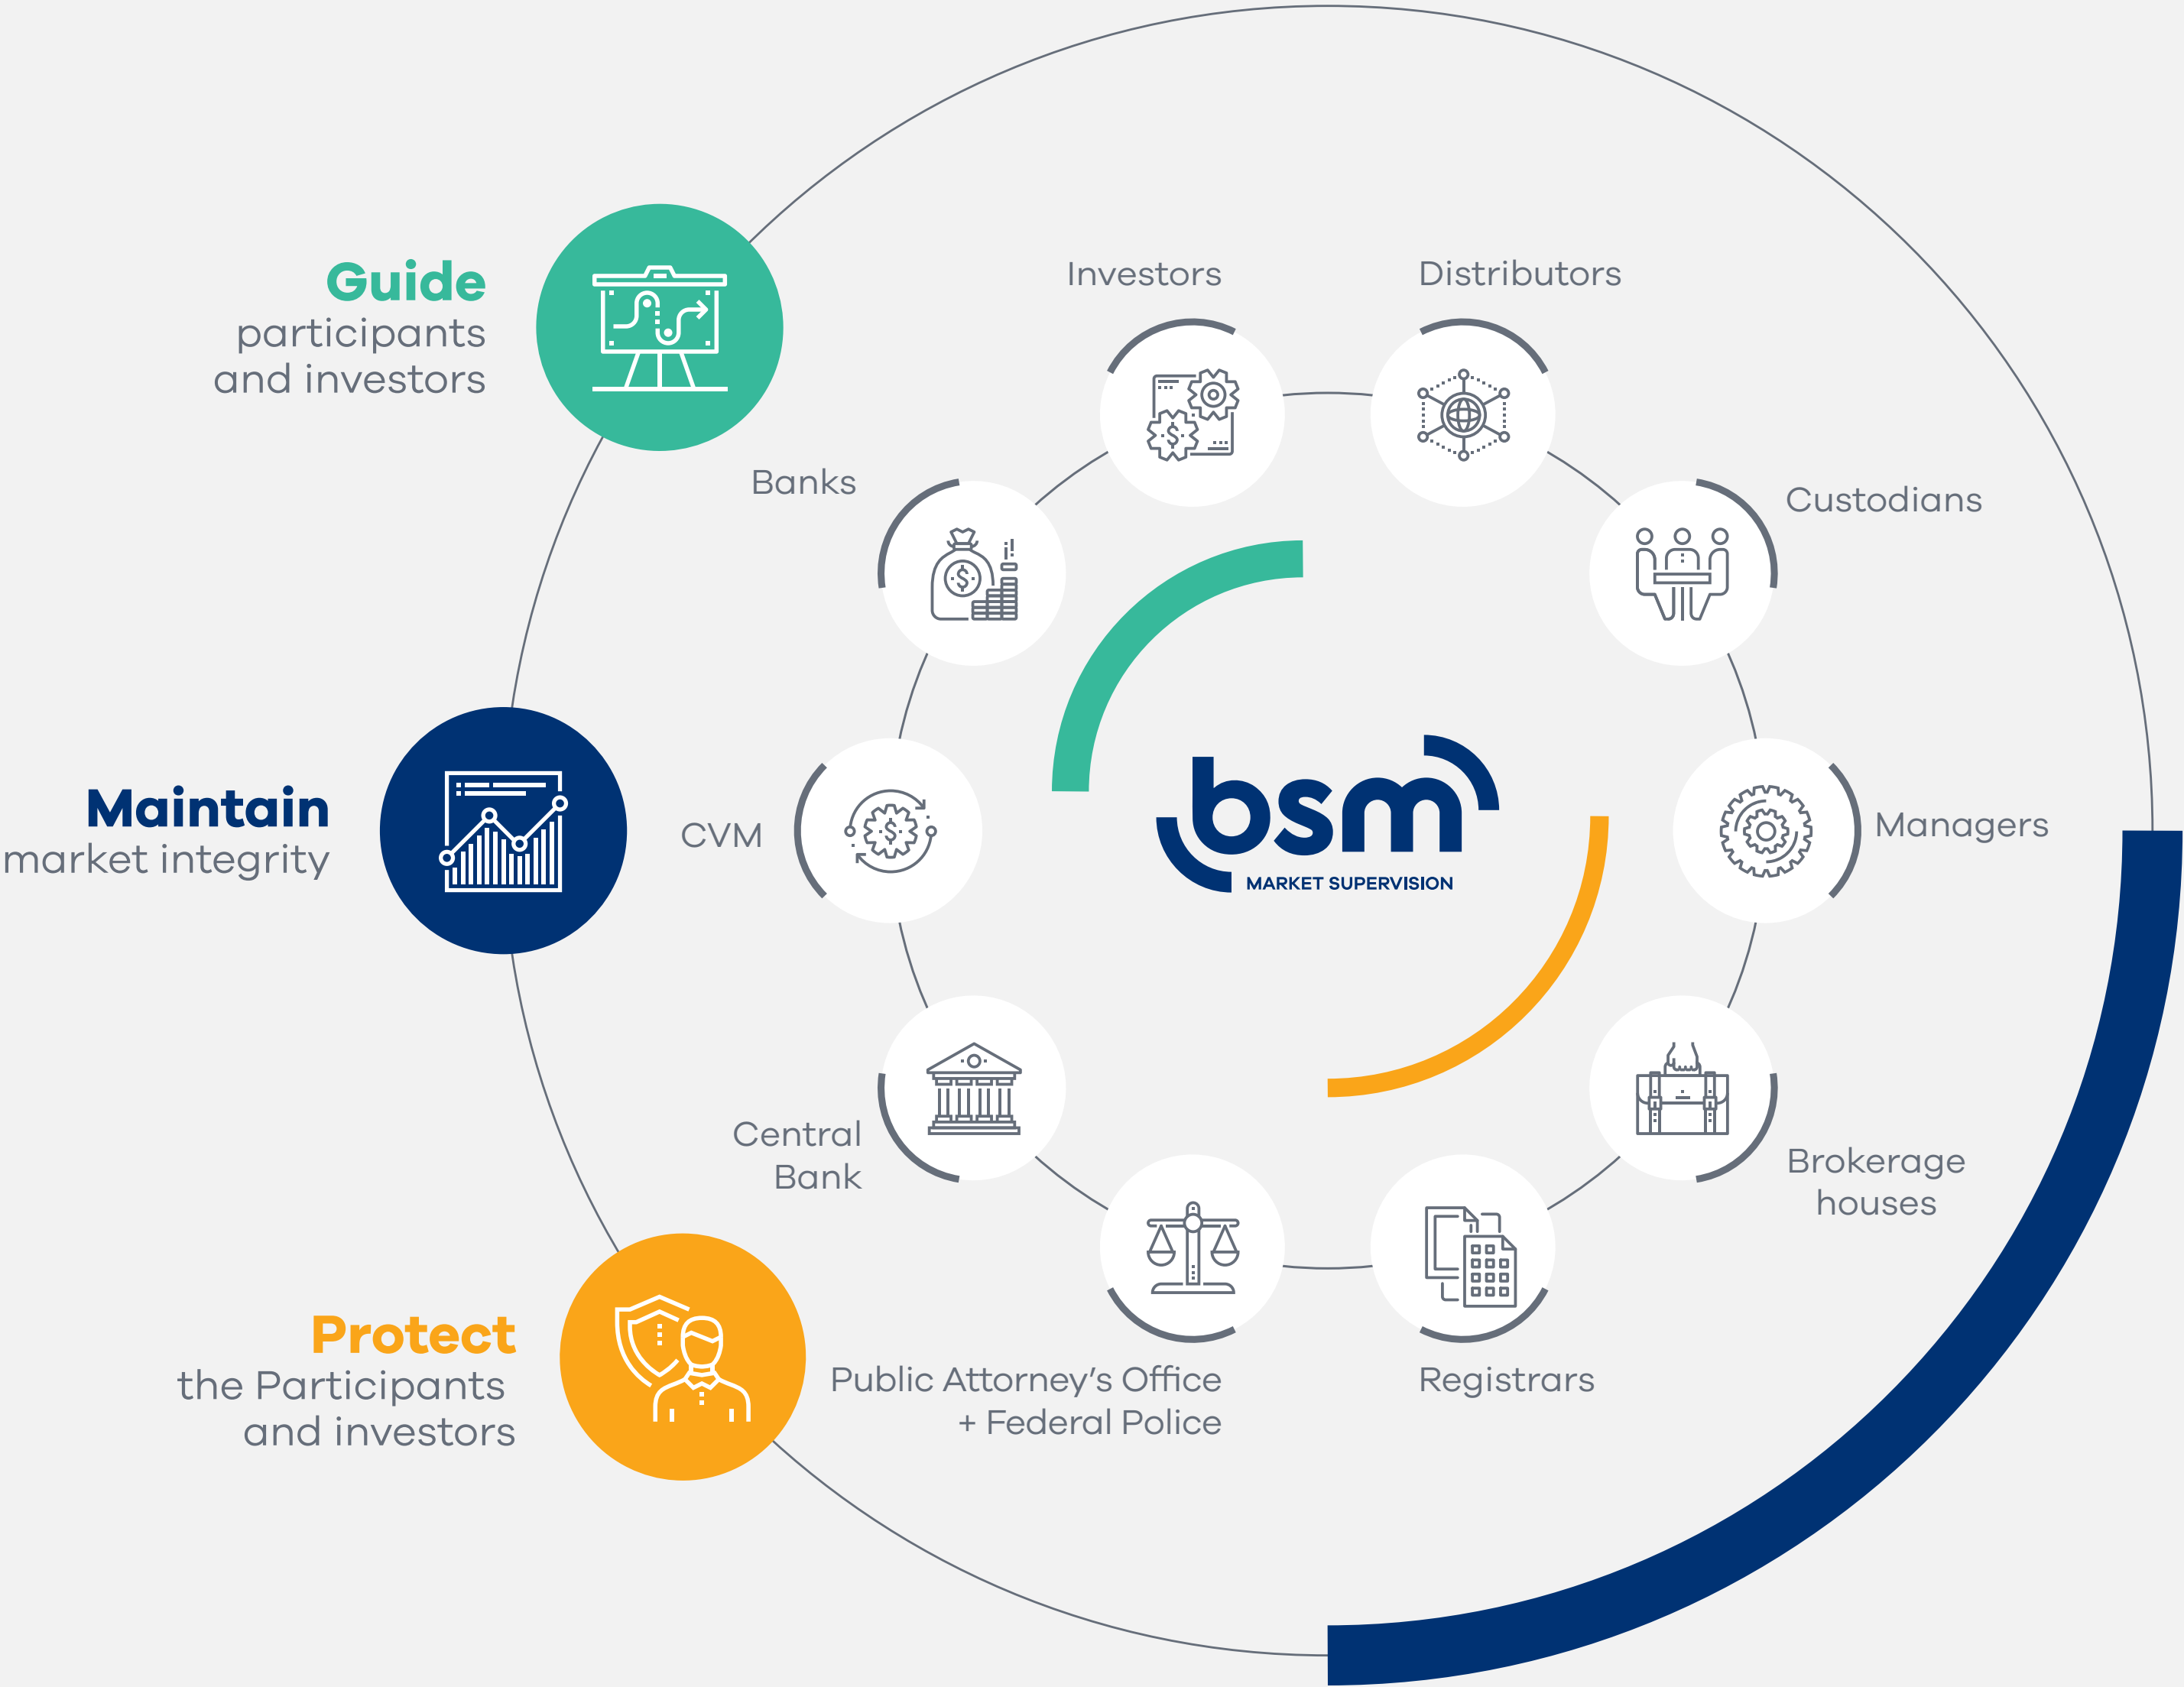 Guide
participants
and investors
Maintain
market integrity
Protect
the Participants
and investors
Investors
Distributors
Banks
Custodians
CVM
Managers
Central
Bank
Brokerage
houses
Public Attorney’s Office
+ Federal Police
Registrars
bsm
MARKET SUPERVISION